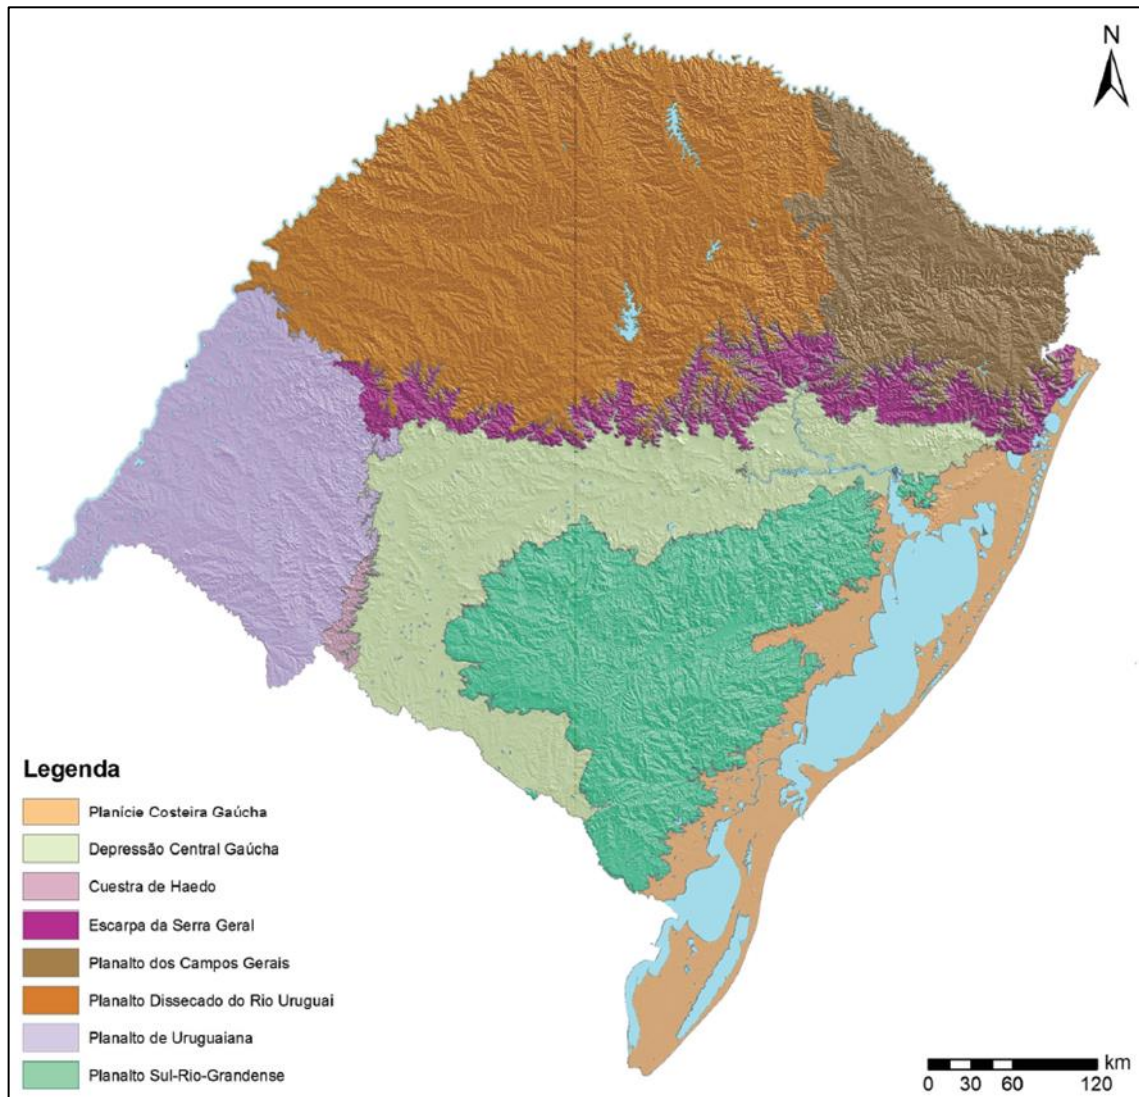 N
Legenda
Planície Costeira Gaúcha
Depressão Central Gaúcha
Cuestra de Haedo
Escarpa da Serra Geral
Planalto dos Campos Gerais
Planalto Dissecado do Rio Uruguai
Planalto de Uruguaiana
Planalto Sul-Rio-Grandense
km
0 30 60 120